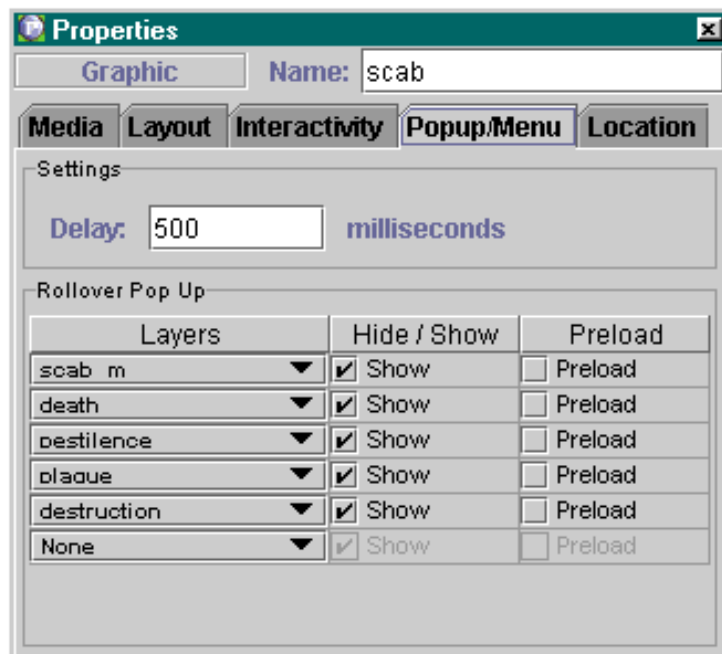 Properties
Graphic Name: scab
Media Layout Interactivity Popup/Menu Location
Settings
Delay: 500 milliseconds
Rollover Pop Up
Layers Hide / Show Preload
scab_m Show Preload
death Show Preload
pestilence Show Preload
plague Show Preload
destruction Show Preload
None Show Preload